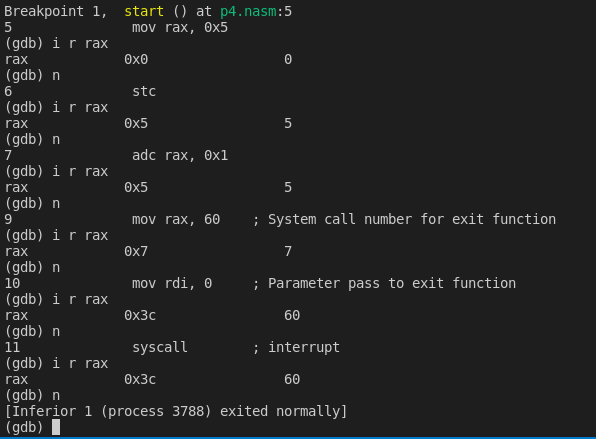 Breakpoint 1, start () at p4.nasm:5
5               mov rax, 0x5
(gdb) i r rax
rax            0x0                 0
(gdb) n
6               stc
(gdb) i r rax
rax            0x5                 5
(gdb) n
7               adc rax, 0x1
(gdb) i r rax
rax            0x5                 5
(gdb) n
9               mov rax, 60    ; System call number for exit function
(gdb) i r rax
rax            0x7                 7
(gdb) n
10              mov rdi, 0     ; Parameter pass to exit function
(gdb) i r rax
rax            0x3c                60
(gdb) n
11              syscall        ; interrupt
(gdb) i r rax
rax            0x3c                60
(gdb) n
[Inferior 1 (process 3788) exited normally]
(gdb)